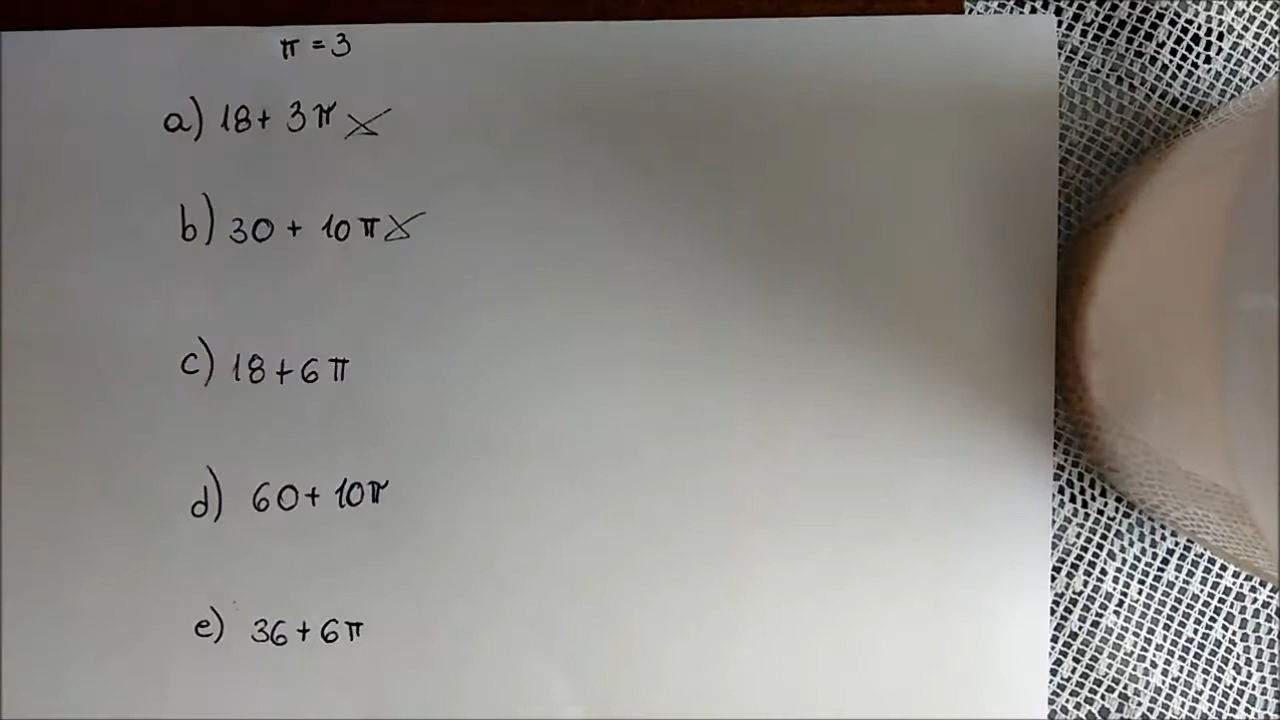 π = 3
a) 18 + 3π ×
b) 30 + 10π ×
c) 18 + 6π
d) 60 + 10π
e) 36 + 6π